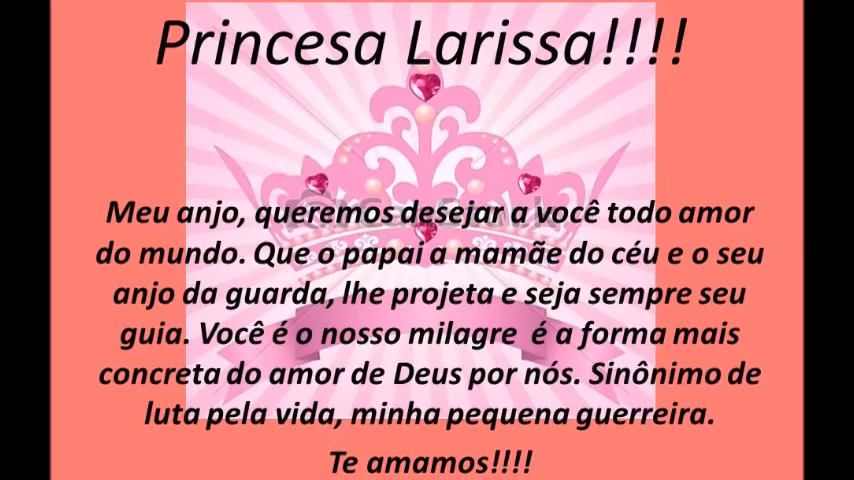 Princesa Larissa!!!!
Meu anjo, queremos desejar a você todo amor
do mundo. Que o papai a mamãe do céu e o seu
anjo da guarda, lhe projeta e seja sempre seu
guia. Você é o nosso milagre é a forma mais
concreta do amor de Deus por nós. Sinônimo de
luta pela vida, minha pequena guerreira.
Te amamos!!!!